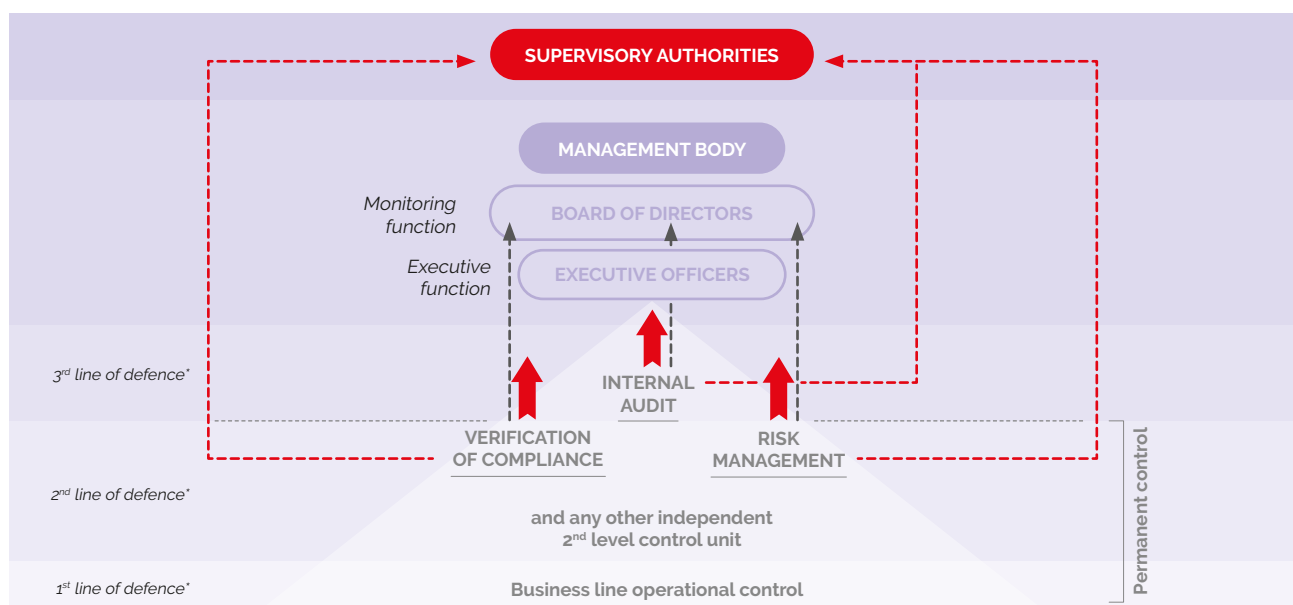 SUPERVISORY AUTHORITIES
MANAGEMENT BODY
Monitoring
function
BOARD OF DIRECTORS
Executive
function
EXECUTIVE OFFICERS
3rd line of defence*
INTERNAL
AUDIT
VERIFICATION
OF COMPLIANCE
RISK
MANAGEMENT
2nd line of defence*
and any other independent
2nd level control unit
Permanent control
1st line of defence*
Business line operational control